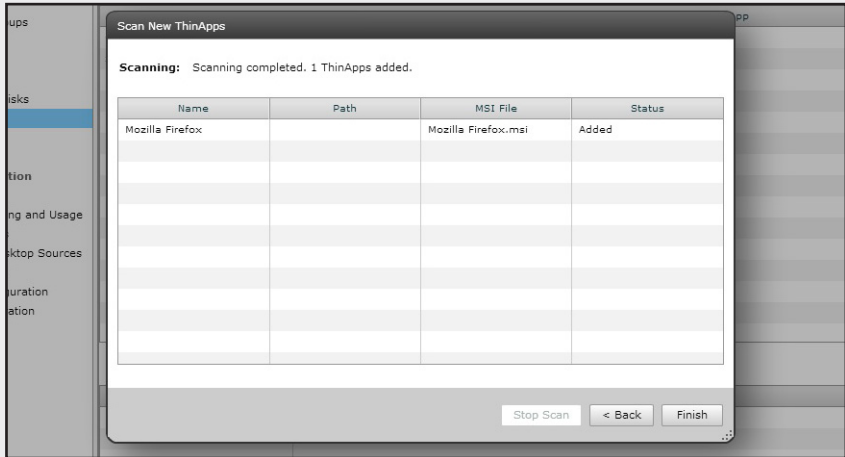 ups
pp
Scan New ThinApps
Scanning: Scanning completed. 1 ThinApps added.
isks
Name Path MSI File Status
Mozilla Firefox Mozilla Firefox.msi Added
tion
ng and Usage
s
sktop Sources
guration
ation
Stop Scan < Back Finish